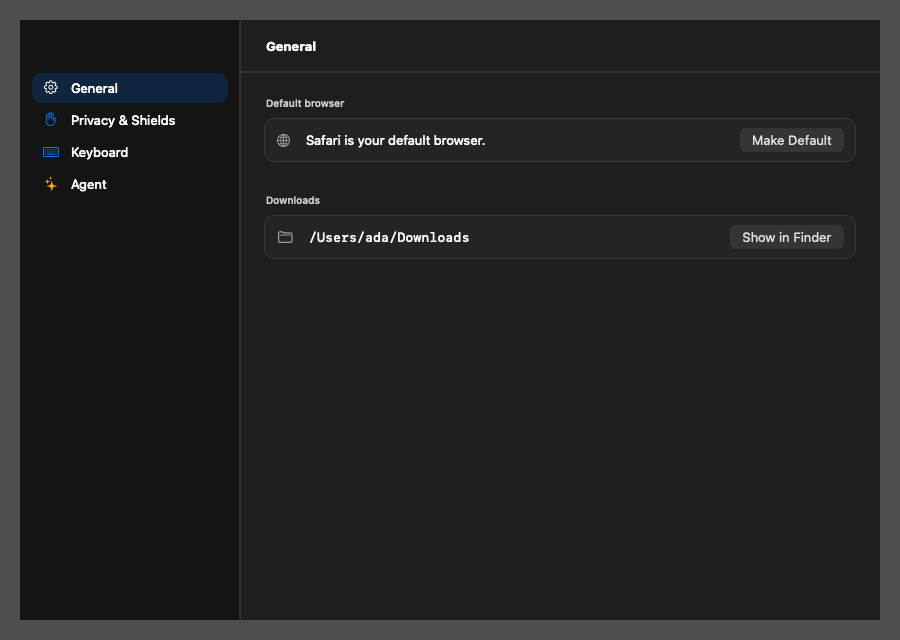 General
General
Privacy & Shields
Keyboard
Agent
Default browser
Safari is your default browser.
Make Default
Downloads
/Users/ada/Downloads
Show in Finder